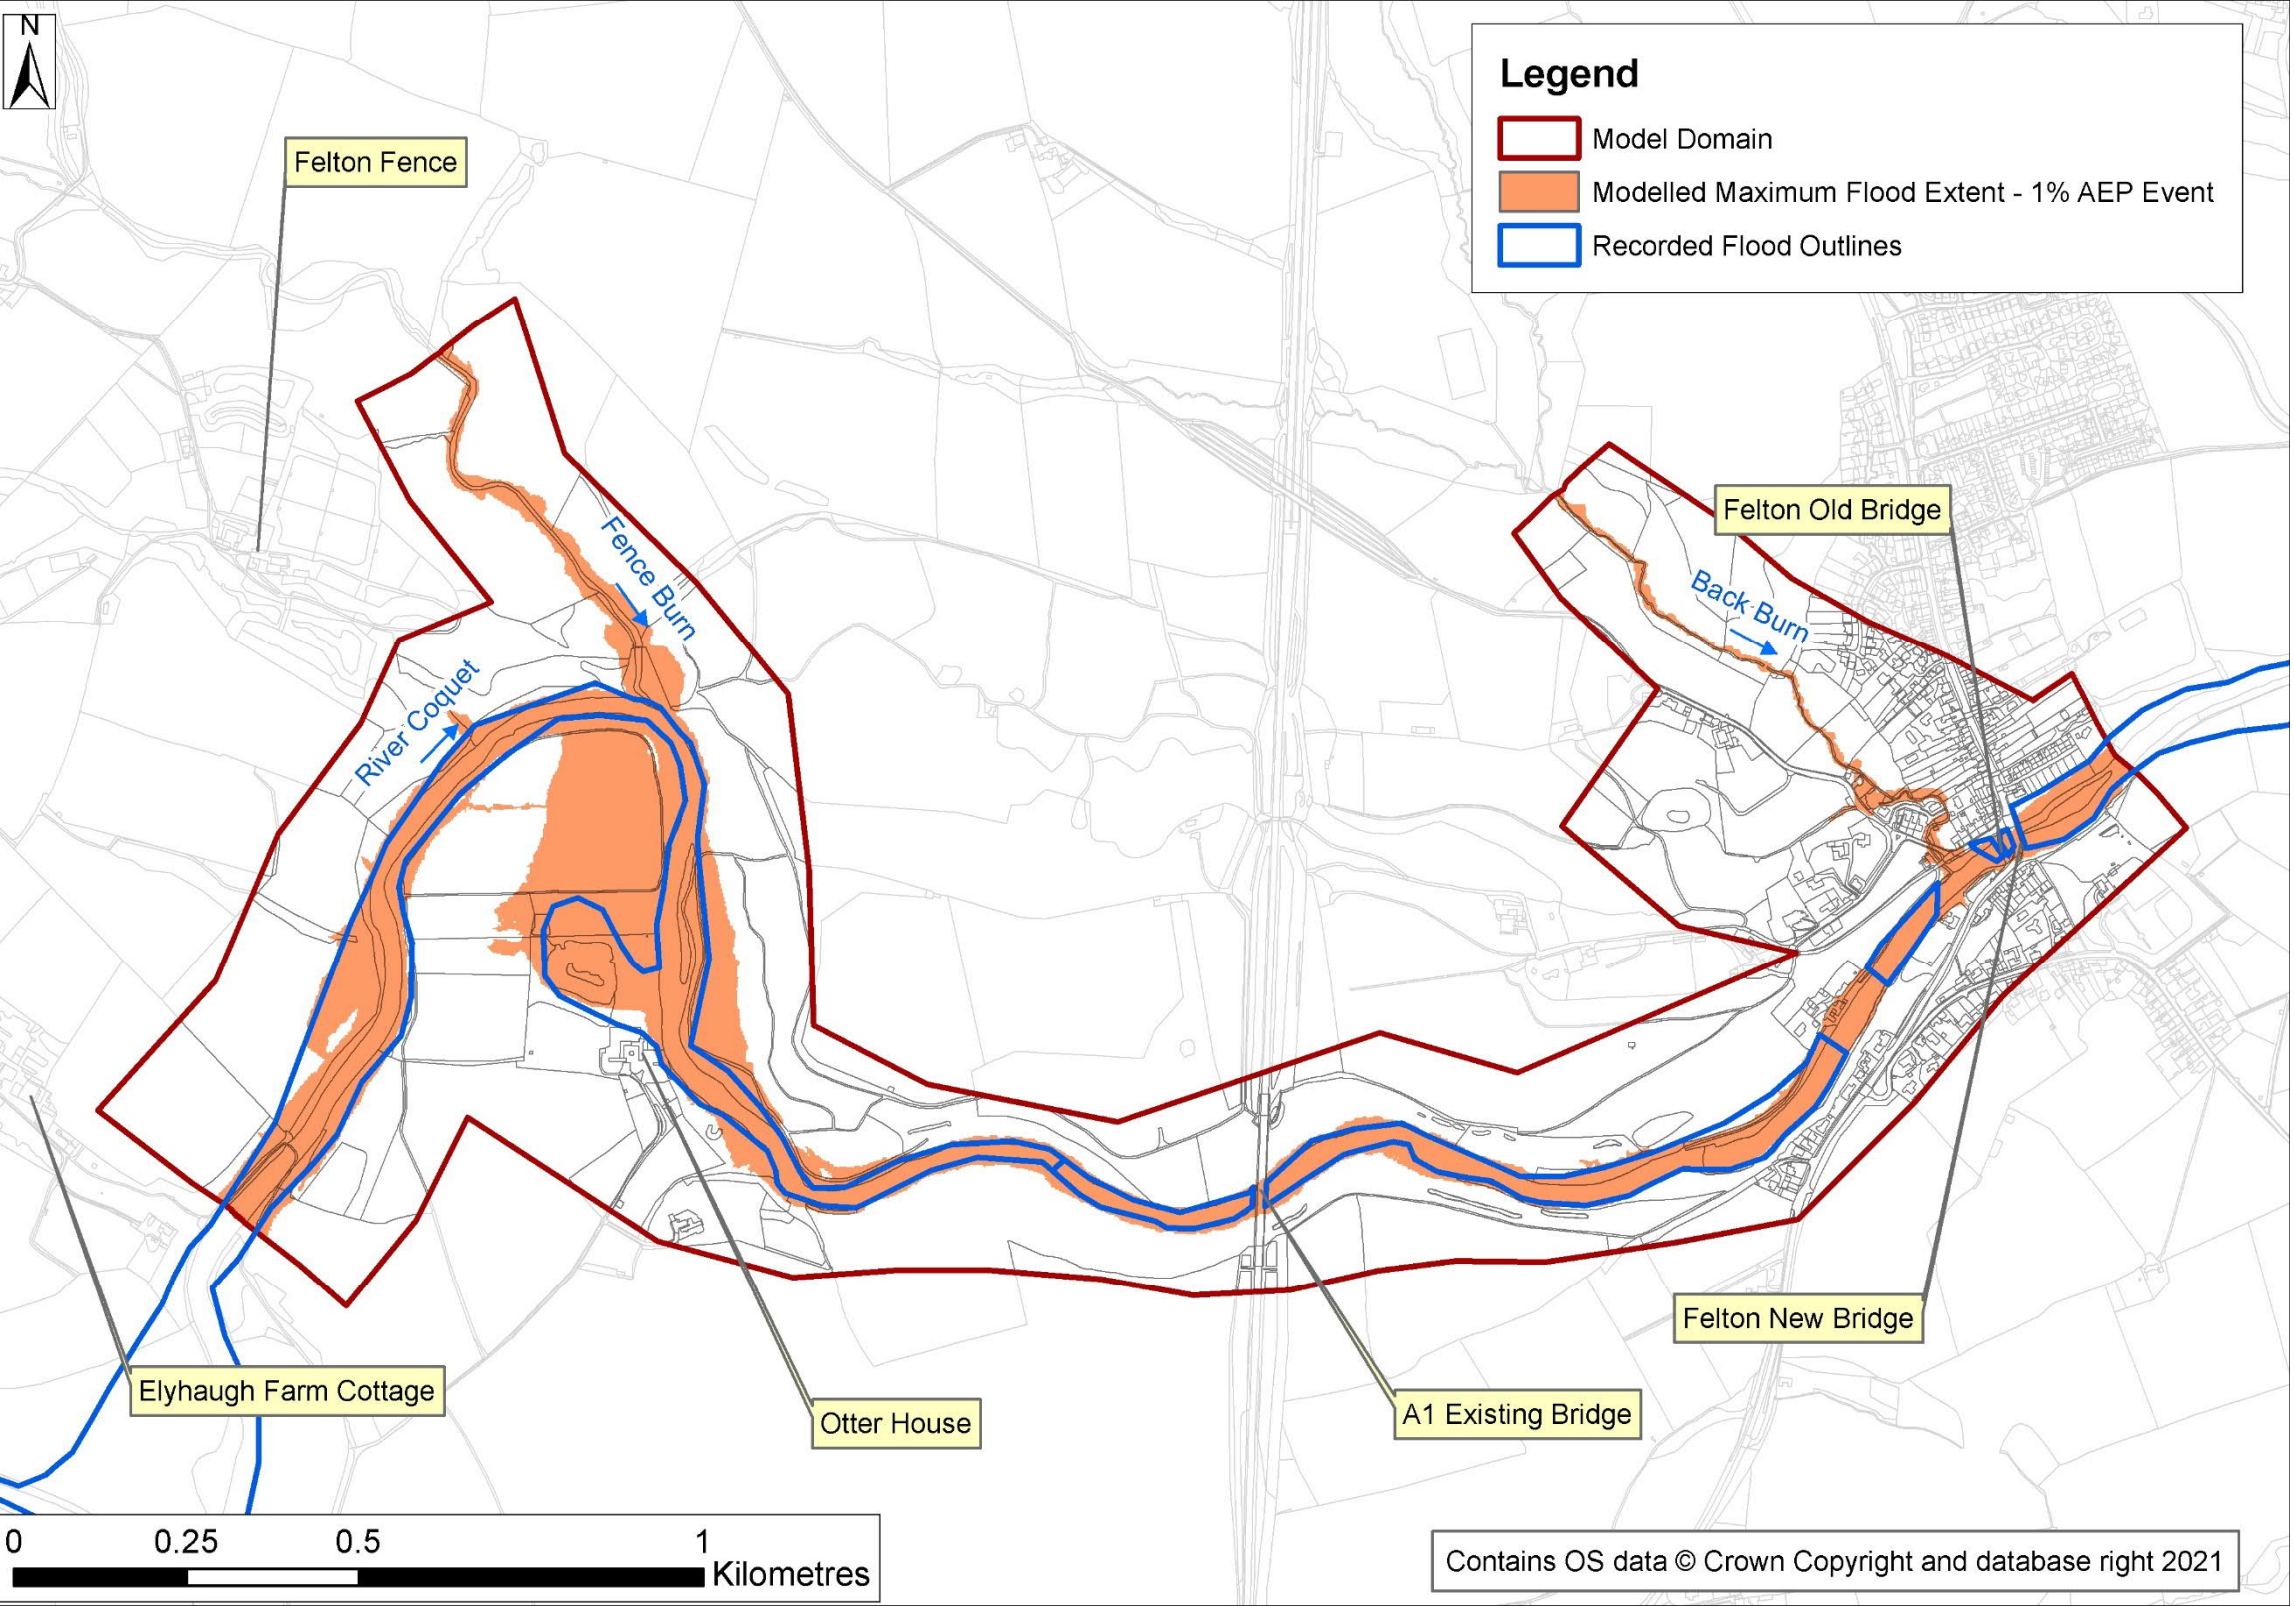 N
Legend
Model Domain
Modelled Maximum Flood Extent - 1% AEP Event
Recorded Flood Outlines
Felton Fence
Felton Old Bridge
Fence Burn
Back Burn
River Coquet
Felton New Bridge
Elyhaugh Farm Cottage
Otter House
A1 Existing Bridge
0 0.25 0.5 1
Kilometres
Contains OS data © Crown Copyright and database right 2021